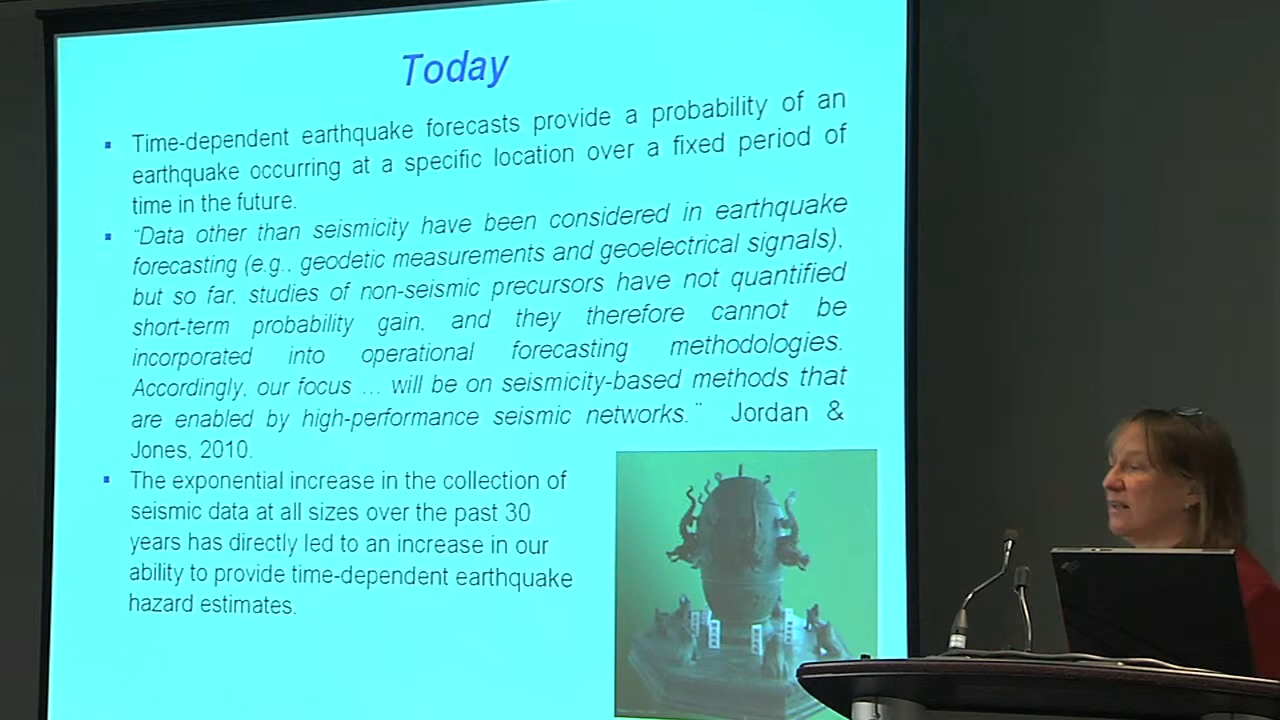 Today
▪ Time-dependent earthquake forecasts provide a probability of an
earthquake occurring at a specific location over a fixed period of
time in the future.
▪ "Data other than seismicity have been considered in earthquake
forecasting (e.g., geodetic measurements and geoelectrical signals),
but so far, studies of non-seismic precursors have not quantified
short-term probability gain, and they therefore cannot be
incorporated into operational forecasting methodologies.
Accordingly, our focus ... will be on seismicity-based methods that
are enabled by high-performance seismic networks." Jordan &
Jones, 2010.
▪ The exponential increase in the collection of
seismic data at all sizes over the past 30
years has directly led to an increase in our
ability to provide time-dependent earthquake
hazard estimates.